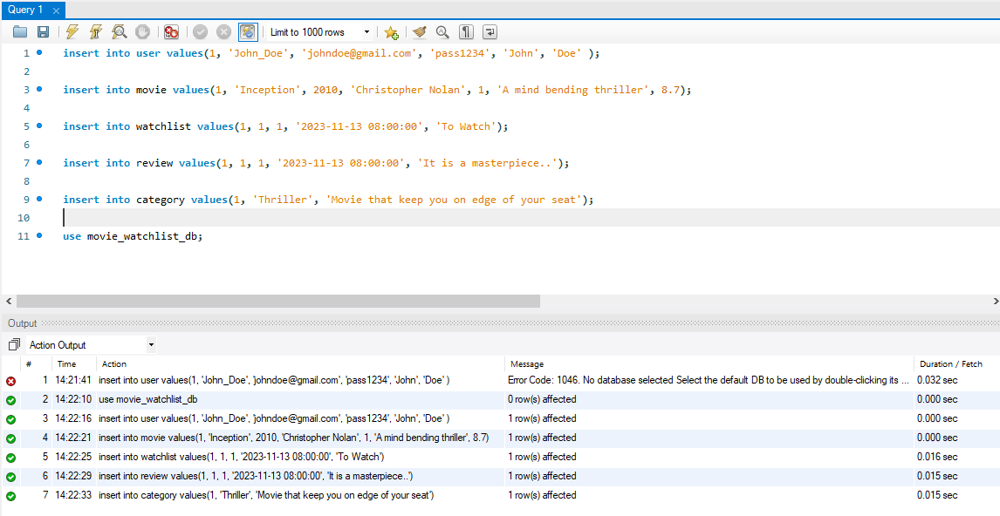 Query 1
Limit to 1000 rows
1 insert into user values(1, 'John_Doe', 'johndoe@gmail.com', 'pass1234', 'John', 'Doe' );
2
3 insert into movie values(1, 'Inception', 2010, 'Christopher Nolan', 1, 'A mind bending thriller', 8.7);
4
5 insert into watchlist values(1, 1, 1, '2023-11-13 08:00:00', 'To Watch');
6
7 insert into review values(1, 1, 1, '2023-11-13 08:00:00', 'It is a masterpiece..');
8
9 insert into category values(1, 'Thriller', 'Movie that keep you on edge of your seat');
10
11 use movie_watchlist_db;
Output
Action Output
# Time Action Message Duration / Fetch
1 14:21:41 insert into user values(1, 'John_Doe', 'johndoe@gmail.com', 'pass1234', 'John', 'Doe' ) Error Code: 1046. No database selected Select the default DB to be used by double-clicking its ... 0.032 sec
2 14:22:10 use movie_watchlist_db 0 row(s) affected 0.000 sec
3 14:22:16 insert into user values(1, 'John_Doe', 'johndoe@gmail.com', 'pass1234', 'John', 'Doe' ) 1 row(s) affected 0.000 sec
4 14:22:21 insert into movie values(1, 'Inception', 2010, 'Christopher Nolan', 1, 'A mind bending thriller', 8.7) 1 row(s) affected 0.000 sec
5 14:22:25 insert into watchlist values(1, 1, 1, '2023-11-13 08:00:00', 'To Watch') 1 row(s) affected 0.016 sec
6 14:22:29 insert into review values(1, 1, 1, '2023-11-13 08:00:00', 'It is a masterpiece..') 1 row(s) affected 0.015 sec
7 14:22:33 insert into category values(1, 'Thriller', 'Movie that keep you on edge of your seat') 1 row(s) affected 0.015 sec